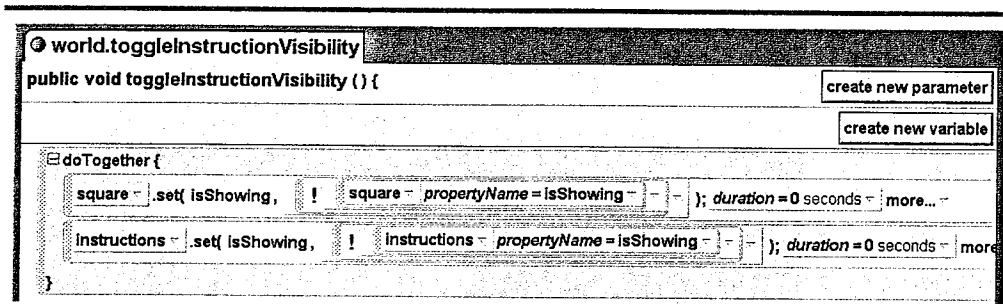 world.toggleInstructionVisibility
public void toggleInstructionVisibility () {
create new parameter
create new variable
doTogether {
square .set( isShowing, ! square propertyName = isShowing ); duration = 0 seconds more...
instructions .set( isShowing, ! instructions propertyName = isShowing ); duration = 0 seconds more
}